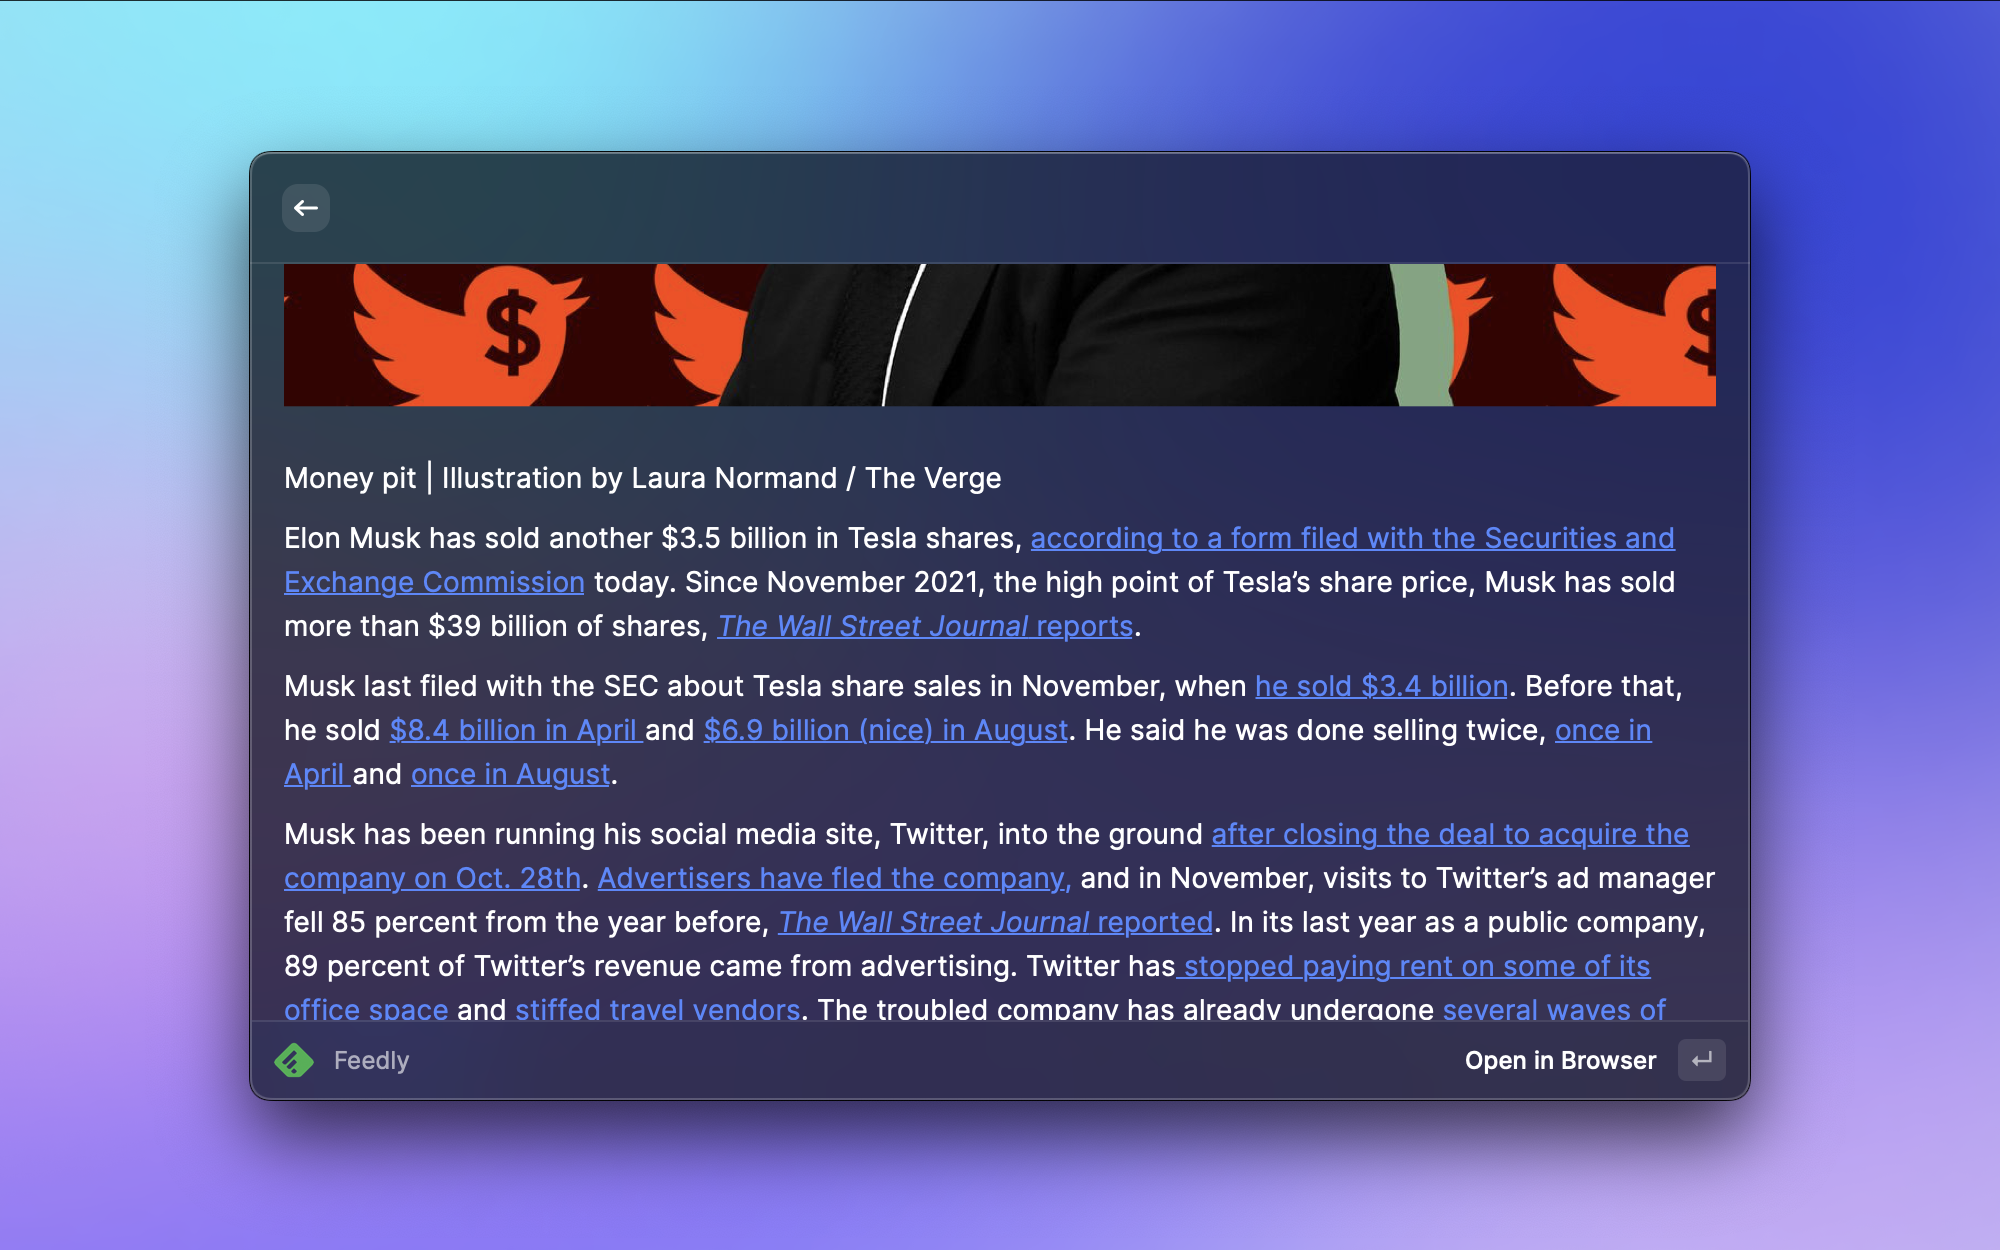 $ $
Money pit | Illustration by Laura Normand / The Verge
Elon Musk has sold another $3.5 billion in Tesla shares, according to a form filed with the Securities and
Exchange Commission today. Since November 2021, the high point of Tesla’s share price, Musk has sold
more than $39 billion of shares, The Wall Street Journal reports.
Musk last filed with the SEC about Tesla share sales in November, when he sold $3.4 billion. Before that,
he sold $8.4 billion in April and $6.9 billion (nice) in August. He said he was done selling twice, once in
April and once in August.
Musk has been running his social media site, Twitter, into the ground after closing the deal to acquire the
company on Oct. 28th. Advertisers have fled the company, and in November, visits to Twitter’s ad manager
fell 85 percent from the year before, The Wall Street Journal reported. In its last year as a public company,
89 percent of Twitter’s revenue came from advertising. Twitter has stopped paying rent on some of its
office space and stiffed travel vendors. The troubled company has already undergone several waves of
Feedly
Open in Browser